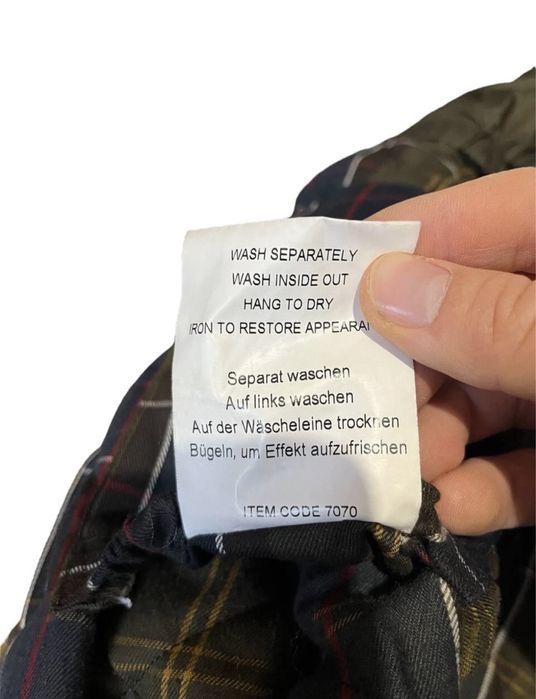 WASH SEPARATELY
WASH INSIDE OUT
HANG TO DRY
IRON TO RESTORE
Separat waschen
Auf links waschen
Auf der Wäscheleine trocknen
Bügeln, um Effekt aufzufrischen
ITEM CODE 7070